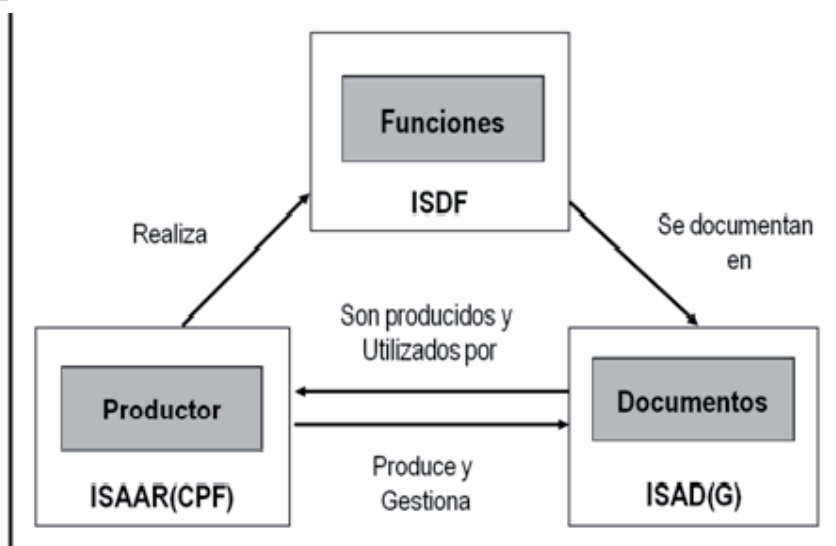 Funciones
ISDF
Realiza
Se documentan
en
Son producidos y
Utilizados por
Productor
ISAAR(CPF)
Documentos
ISAD(G)
Produce y
Gestiona